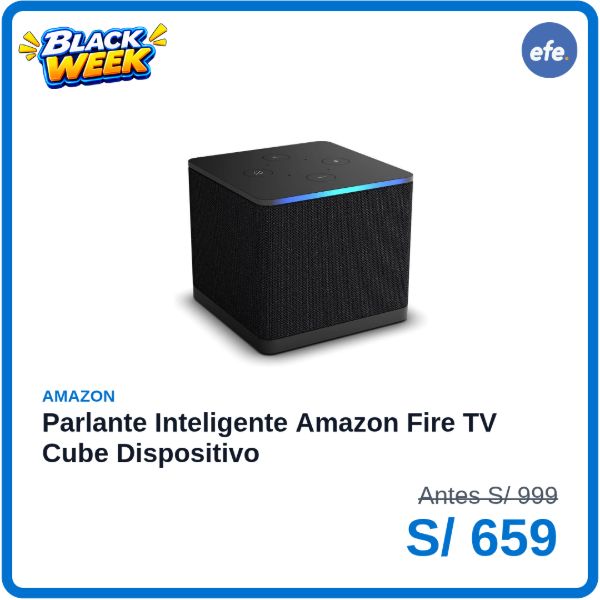 BLACK
WEEK
efe.
AMAZON
Parlante Inteligente Amazon Fire TV
Cube Dispositivo
Antes S/ 999
S/ 659